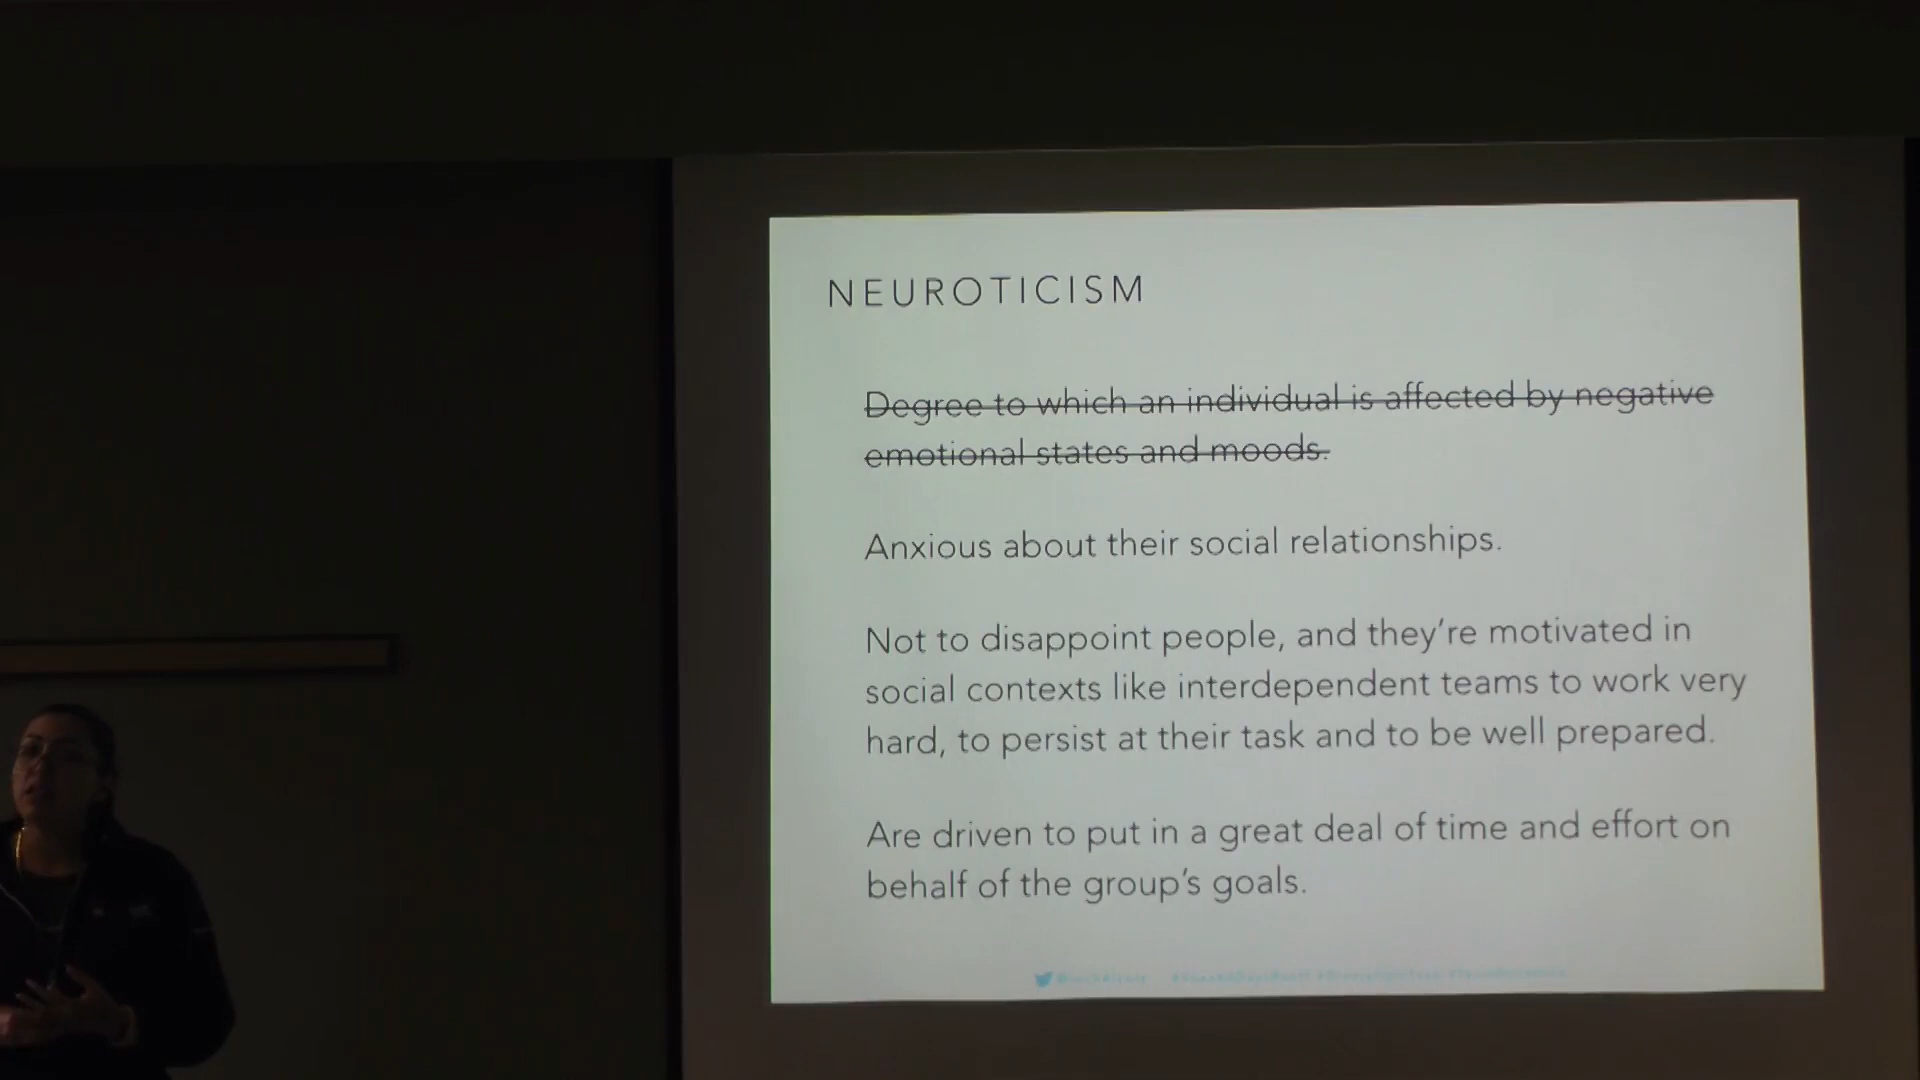 NEUROTICISM
Degree to which an individual is affected by negative
emotional states and moods.
Anxious about their social relationships.
Not to disappoint people, and they're motivated in
social contexts like interdependent teams to work very
hard, to persist at their task and to be well prepared.
Are driven to put in a great deal of time and effort on
behalf of the group's goals.